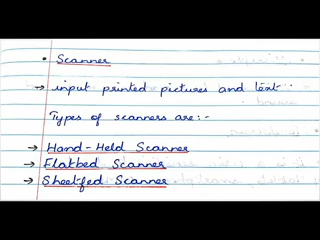 • Scanner
→ input printed pictures and text
Types of scanners are:-
→ Hand-Held Scanner
→ Flatbed Scanner
→ Sheetfed Scanner